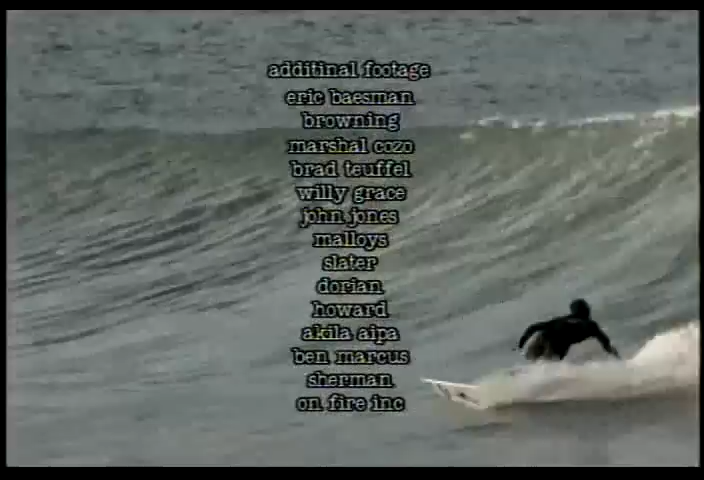 additinal footage
eric baesman
browning
marshal cozo
brad teuffel
willy grace
john jones
malloys
slater
dorian
howard
akila aipa
ben marcus
sherman
on fire inc